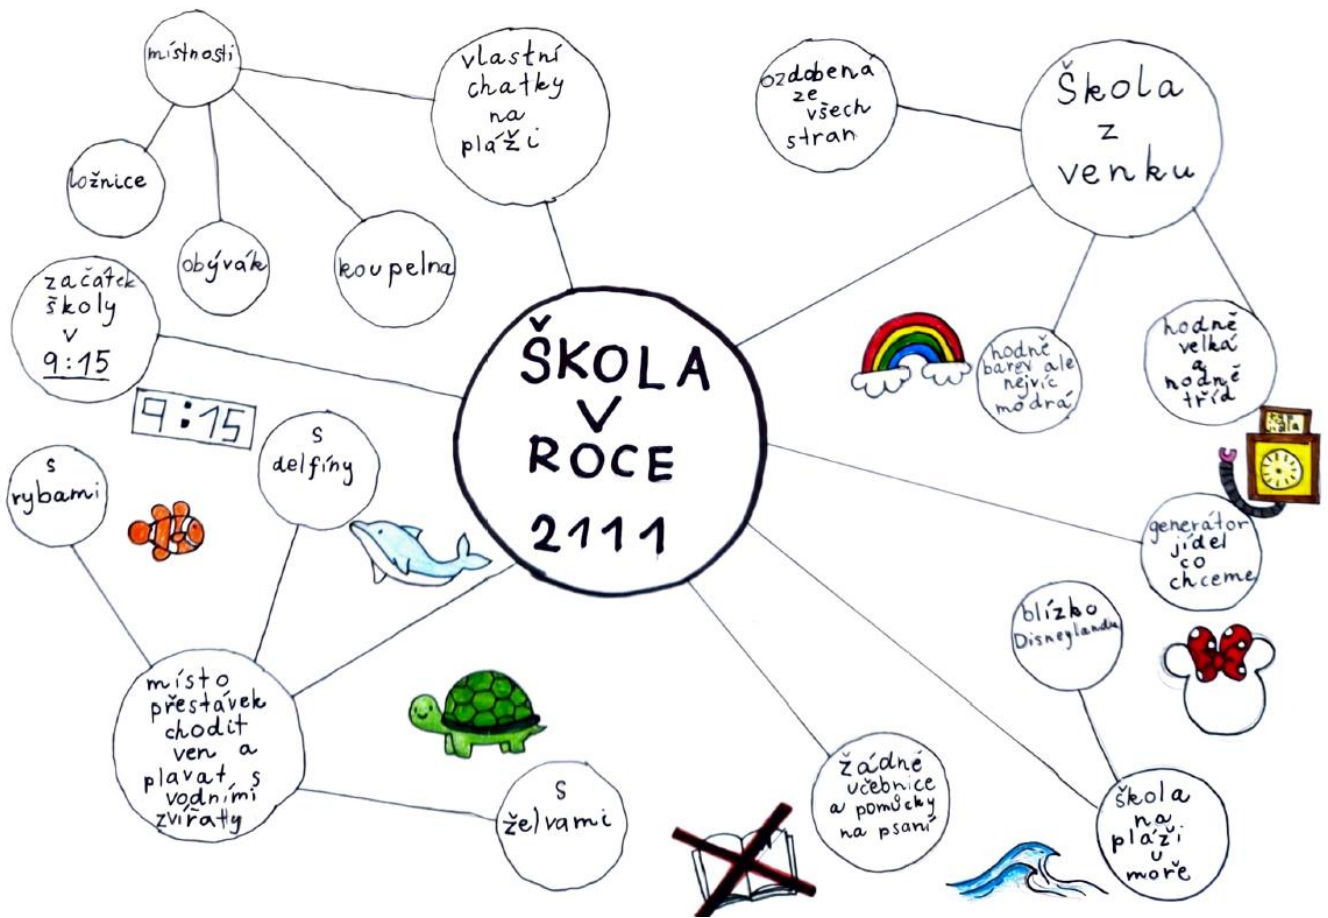 místnosti
vlastní
chatky
na
pláži
ložnice
obývák
koupelna
začátek
školy
v
9:15
9:15
ozdobená
ze
všech
stran
Škola
z
venku
hodně
barev ale
nejvíc
modrá
hodně
velká
a
hodně
tříd
ŠKOLA
V
ROCE
2111
s
rybami
s
delfíny
místo
přestávek
chodit
ven a
plavat s
vodními
zvířaty
s
želvami
generátor
jídel
co
chceme
blízko
Disneylandu
škola
na
pláži
u
moře
žádné
učebnice
a pomůcky
na psaní